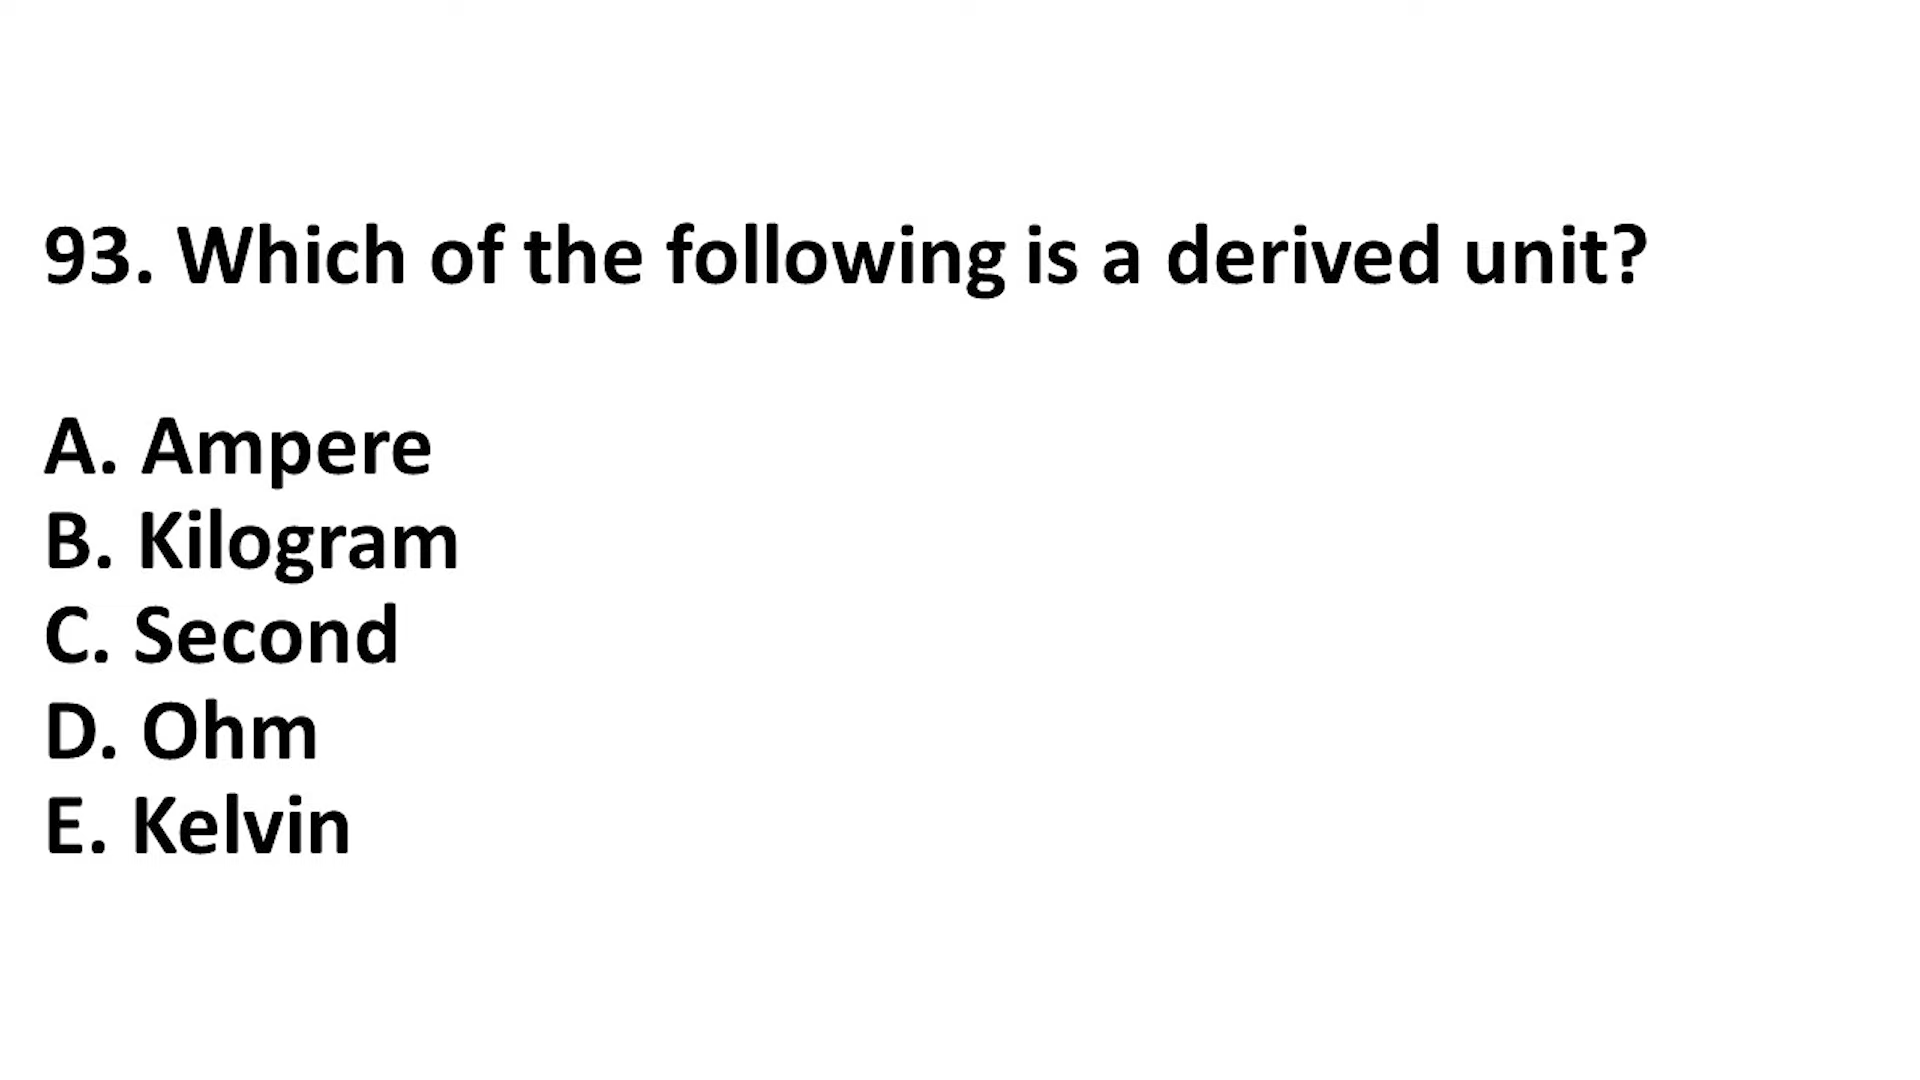 93. Which of the following is a derived unit?
A. Ampere
B. Kilogram
C. Second
D. Ohm
E. Kelvin